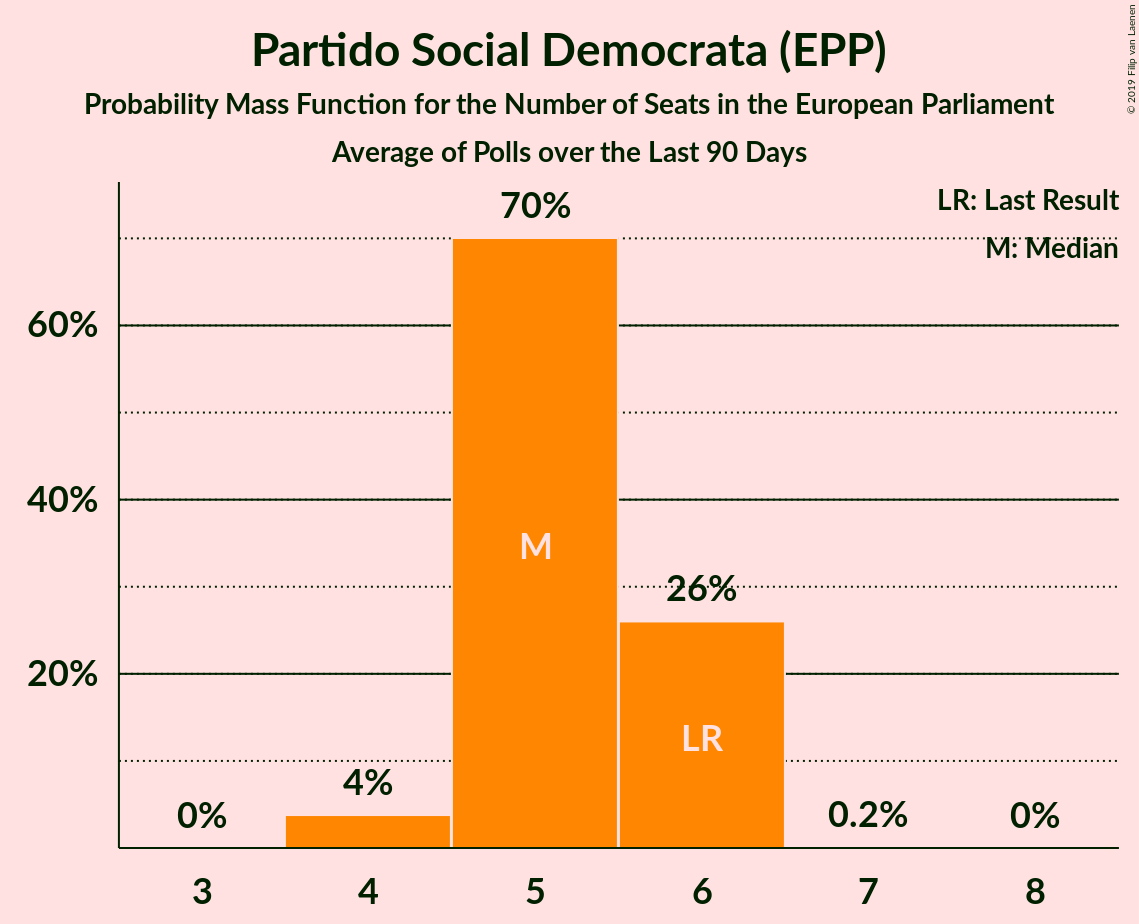 Partido Social Democrata (EPP)
Probability Mass Function for the Number of Seats in the European Parliament
Average of Polls over the Last 90 Days
© 2019 Filip van Laenen
LR: Last Result
M: Median
70%
60%
40%
20%
M
26%
LR
0%
4%
0.2%
0%
3 4 5 6 7 8